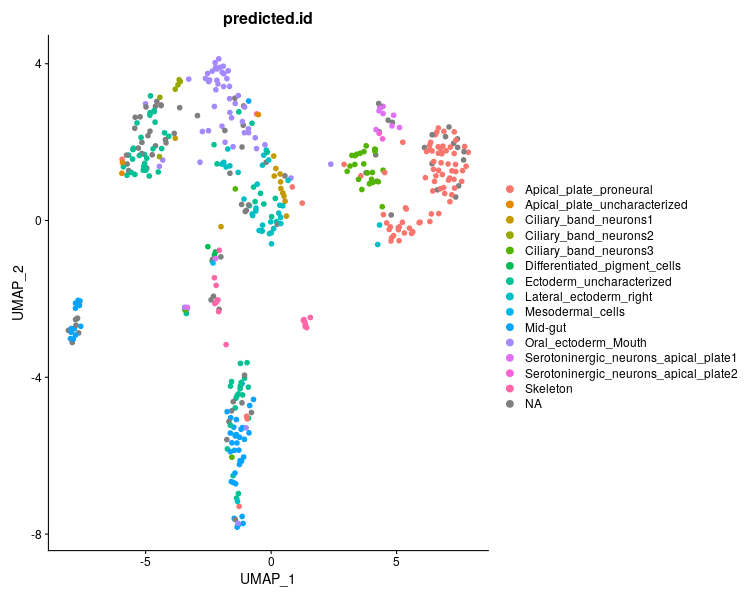 predicted.id
4
0
-4
-8
UMAP_2
-5
0
5
UMAP_1
Apical_plate_proneural
Apical_plate_uncharacterized
Ciliary_band_neurons1
Ciliary_band_neurons2
Ciliary_band_neurons3
Differentiated_pigment_cells
Ectoderm_uncharacterized
Lateral_ectoderm_right
Mesodermal_cells
Mid-gut
Oral_ectoderm_Mouth
Serotoninergic_neurons_apical_plate1
Serotoninergic_neurons_apical_plate2
Skeleton
NA